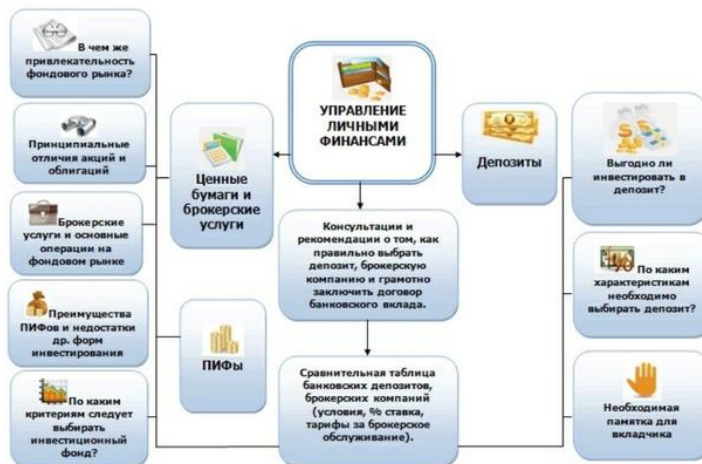 В чем же
привлекательность
фондового рынка?
Принципиальные
отличия акций и
облигаций
Брокерские
услуги и основные
операции на
фондовом рынке
Преимущества
ПИФов и недостатки
др. форм
инвестирования
По каким
критериям следует
выбирать
инвестиционный
фонд?
Ценные
бумаги и
брокерские
услуги
ПИФы
УПРАВЛЕНИЕ
ЛИЧНЫМИ
ФИНАНСАМИ
Консультации и
рекомендации о том, как
правильно выбрать
депозит, брокерскую
компанию и грамотно
заключить договор
банковского вклада.
Сравнительная таблица
банковских депозитов,
брокерских компаний
(условия, % ставка,
тарифы за брокерское
обслуживание).
Депозиты
Выгодно ли
инвестировать в
депозит?
По каким
характеристикам
необходимо
выбирать депозит?
Необходимая
памятка для
вкладчика